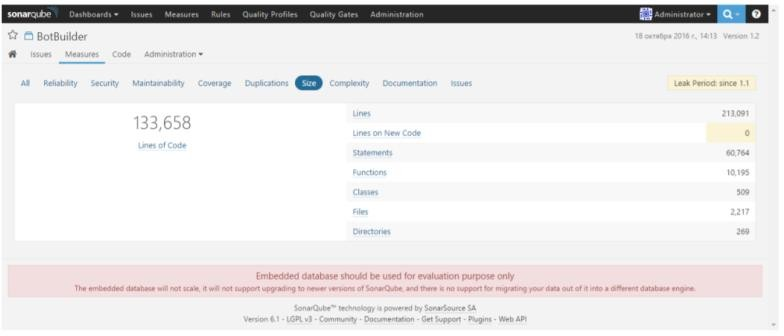 sonarqube Dashboards Issues Measures Rules Quality Profiles Quality Gates Administration Administrator
BotBuilder 18 октября 2016 г., 14:13 Version 1.2
Issues Measures Code Administration
All Reliability Security Maintainability Coverage Duplications Size Complexity Documentation Issues Leak Period: since 1.1
133,658
Lines of Code
Lines 213,091
Lines on New Code 0
Statements 60,764
Functions 10,195
Classes 509
Files 2,217
Directories 269
Embedded database should be used for evaluation purpose only
The embedded database will not scale, it will not support upgrading to newer versions of SonarQube, and there is no support for migrating your data out of it into a different database engine.
SonarQube™ technology is powered by SonarSource SA
Version 6.1 - LGPL v3 - Community - Documentation - Get Support - Plugins - Web API